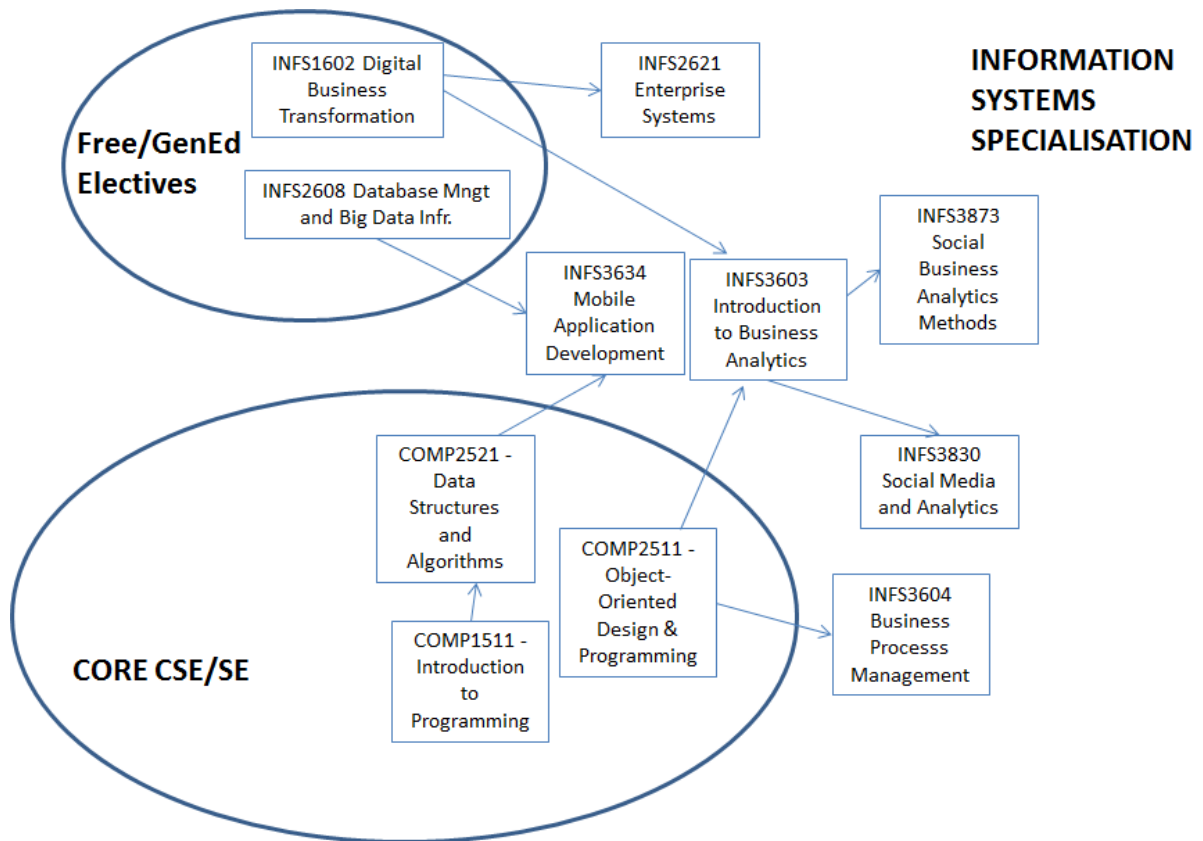 INFORMATION
SYSTEMS
SPECIALISATION
Free/GenEd
Electives
INFS1602 Digital
Business
Transformation
INFS2621
Enterprise
Systems
INFS2608 Database Mngt
and Big Data Infr.
INFS3634
Mobile
Application
Development
INFS3603
Introduction
to Business
Analytics
INFS3873
Social
Business
Analytics
Methods
COMP2521 -
Data
Structures
and
Algorithms
INFS3830
Social Media
and Analytics
COMP2511 -
Object-
Oriented
Design &
Programming
INFS3604
Business
Processs
Management
CORE CSE/SE
COMP1511 -
Introduction
to
Programming